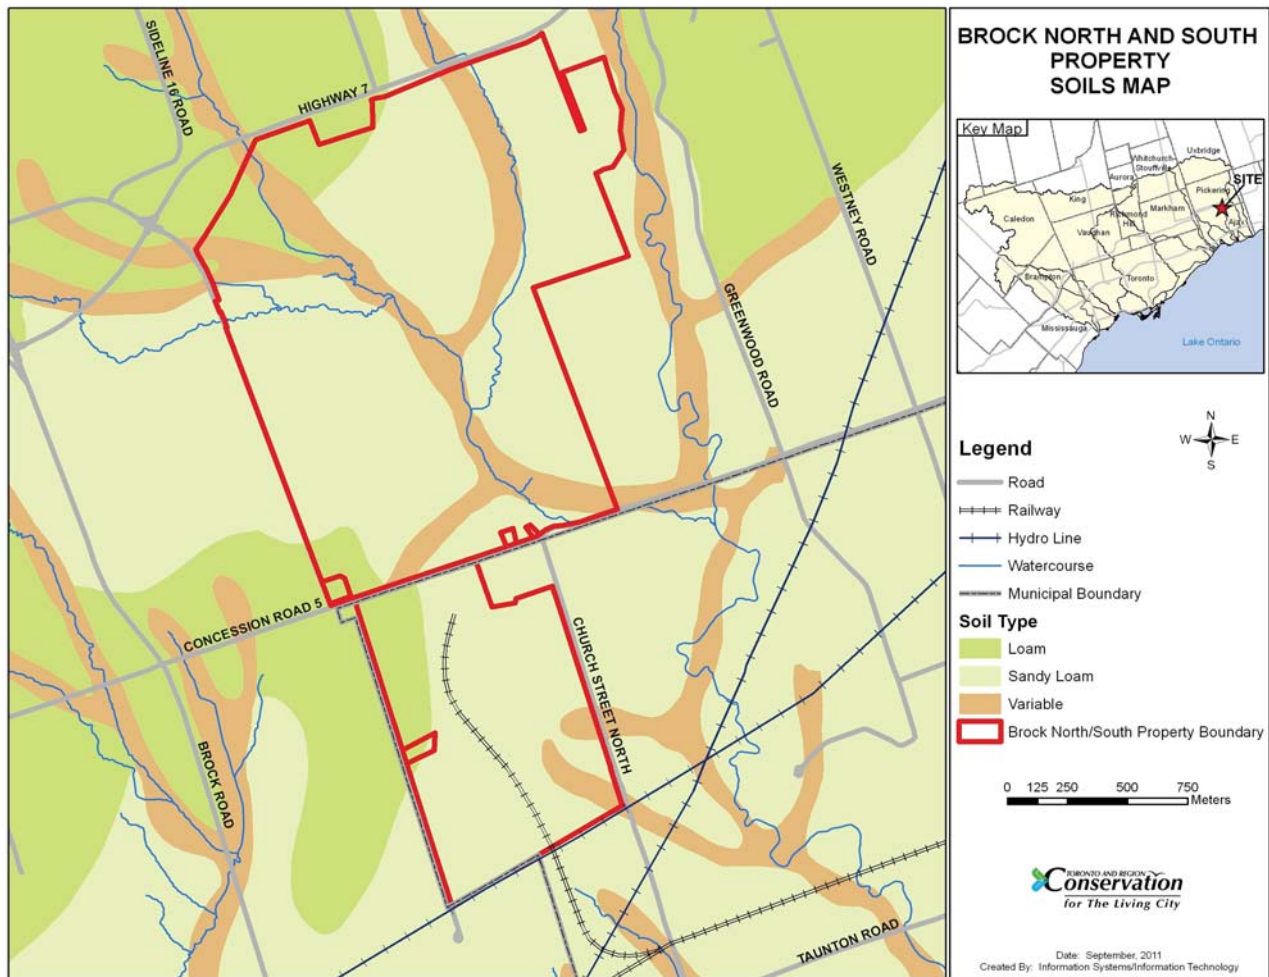 SIDELINE 16 ROAD
HIGHWAY 7
WESTNEY ROAD
GREENWOOD ROAD
CONCESSION ROAD 5
CHURCH STREET NORTH
BROCK ROAD
TAUNTON ROAD
BROCK NORTH AND SOUTH
PROPERTY
SOILS MAP
Key Map
Uxbridge
Whitchurch-
Stouffville
Aurora
SITE
Pickering
King
Markham
Caledon
Richmond
Hill
Ajax
Vaughan
Brampton
Toronto
Mississauga
Lake Ontario
N
W E
S
Legend
Road
Railway
Hydro Line
Watercourse
Municipal Boundary
Soil Type
Loam
Sandy Loam
Variable
Brock North/South Property Boundary
0 125 250 500 750
Meters
TORONTO AND REGION
Conservation
for The Living City
Date: September, 2011
Created By: Information Systems/Information Technology